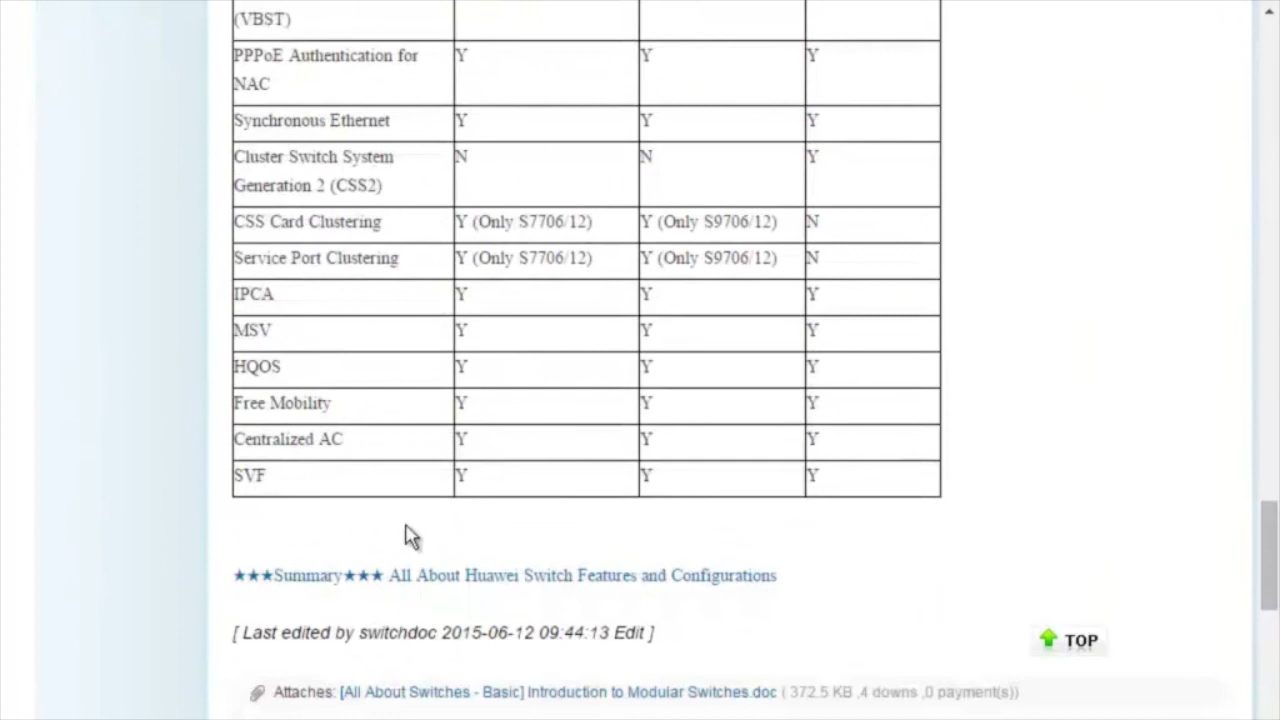 (VBST)
PPPoE Authentication for Y Y Y
NAC
Synchronous Ethernet Y Y Y
Cluster Switch System N N Y
Generation 2 (CSS2)
CSS Card Clustering Y (Only S7706/12) Y (Only S9706/12) N
Service Port Clustering Y (Only S7706/12) Y (Only S9706/12) N
IPCA Y Y Y
MSV Y Y Y
HQOS Y Y Y
Free Mobility Y Y Y
Centralized AC Y Y Y
SVF Y Y Y
★★★Summary★★★ All About Huawei Switch Features and Configurations
[ Last edited by switchdoc 2015-06-12 09:44:13 Edit ]
TOP
Attaches: [All About Switches - Basic] Introduction to Modular Switches.doc ( 372.5 KB ,4 downs ,0 payment(s))